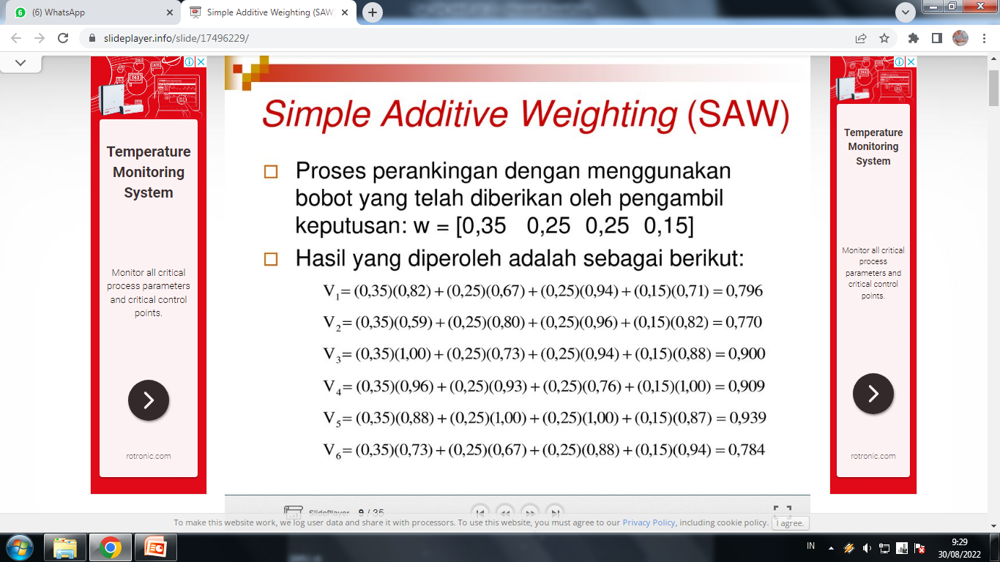 (6) WhatsApp
Simple Additive Weighting (SAW
slideplayer.info/slide/17496229/
Temperature
Monitoring
System
Monitor all critical
process parameters
and critical control
points.
rotronic.com
Simple Additive Weighting (SAW)
Proses perankingan dengan menggunakan
bobot yang telah diberikan oleh pengambil
keputusan: w = [0,35 0,25 0,25 0,15]
Hasil yang diperoleh adalah sebagai berikut:
V1= (0,35)(0,82) + (0,25)(0,67) + (0,25)(0,94) + (0,15)(0,71) = 0,796
V2= (0,35)(0,59) + (0,25)(0,80) + (0,25)(0,96) + (0,15)(0,82) = 0,770
V3= (0,35)(1,00) + (0,25)(0,73) + (0,25)(0,94) + (0,15)(0,88) = 0,900
V4= (0,35)(0,96) + (0,25)(0,93) + (0,25)(0,76) + (0,15)(1,00) = 0,909
V5= (0,35)(0,88) + (0,25)(1,00) + (0,25)(1,00) + (0,15)(0,87) = 0,939
V6= (0,35)(0,73) + (0,25)(0,67) + (0,25)(0,88) + (0,15)(0,94) = 0,784
Temperature
Monitoring
System
Monitor all critical
process
parameters and
critical control
points.
rotronic.com
SlidePlayer 9 / 35
To make this website work, we log user data and share it with processors. To use this website, you must agree to our Privacy Policy, including cookie policy. I agree.
IN
9:29
30/08/2022